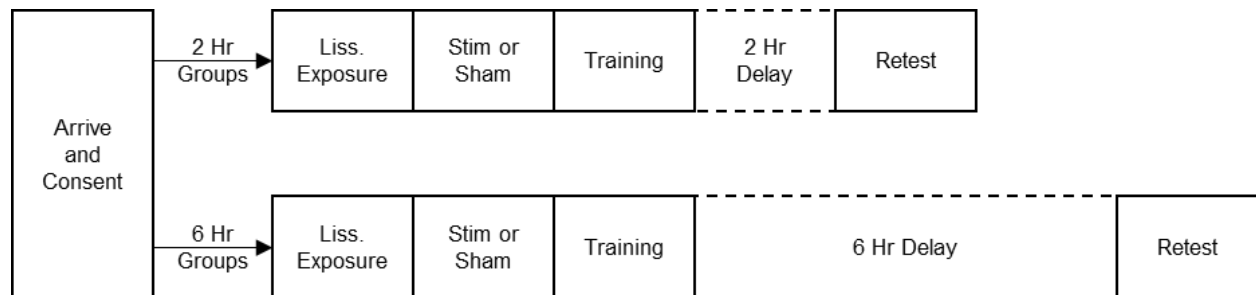 Arrive
and
Consent
2 Hr
Groups
Liss.
Exposure
Stim or
Sham
Training
2 Hr
Delay
Retest
6 Hr
Groups
Liss.
Exposure
Stim or
Sham
Training
6 Hr Delay
Retest